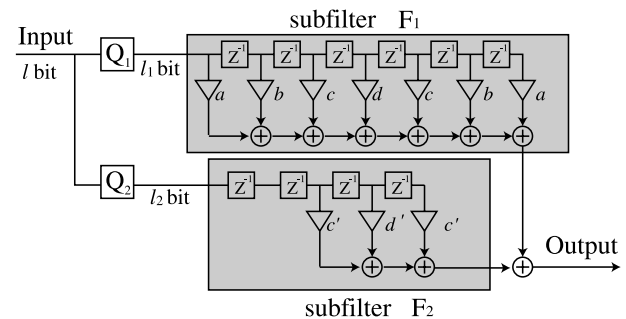 subfilter F₁
Input
Q₁
l bit
l₁ bit
Z⁻¹ Z⁻¹ Z⁻¹ Z⁻¹ Z⁻¹ Z⁻¹
a b c d c b a
+ + + + + +
Q₂
l₂ bit
Z⁻¹ Z⁻¹ Z⁻¹ Z⁻¹
c' d' c'
+ + +
Output
subfilter F₂